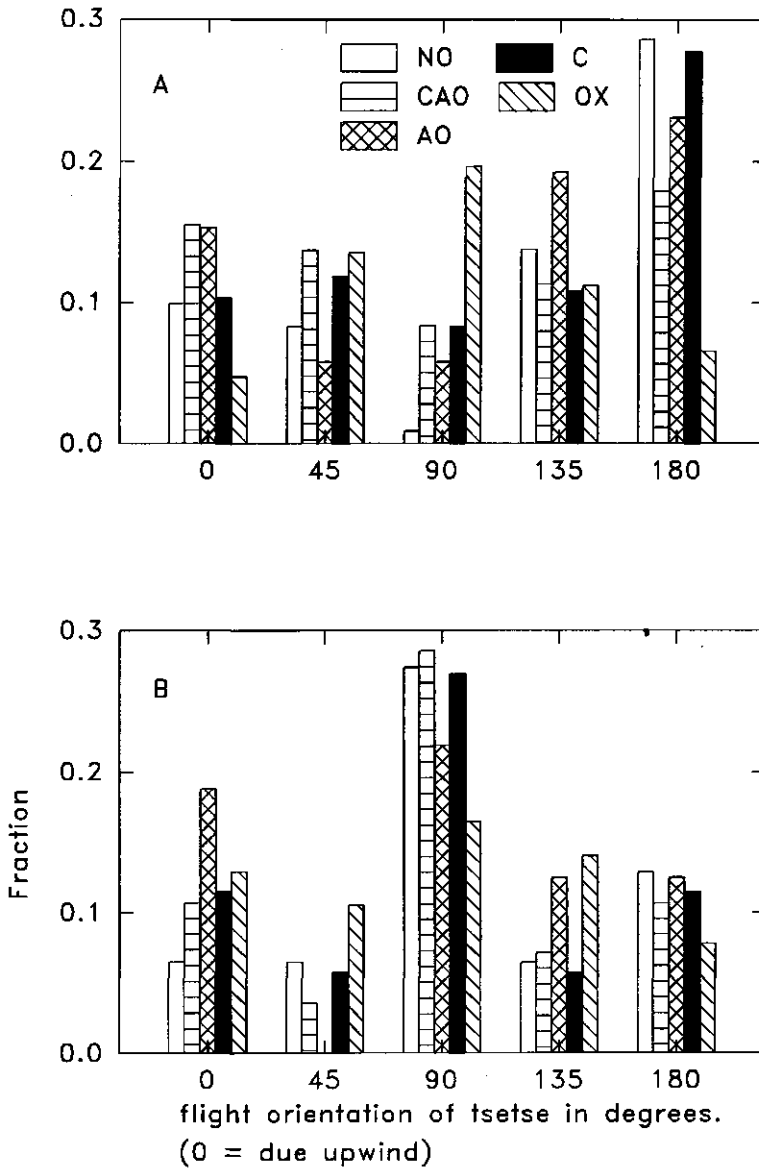 0.3
A
NO
C
CAO
OX
AO
0.2
0.1
0.0
0 45 90 135 180
0.3
B
0.2
Fraction
0.1
0.0
0 45 90 135 180
flight orientation of tsetse in degrees.
(0 = due upwind)